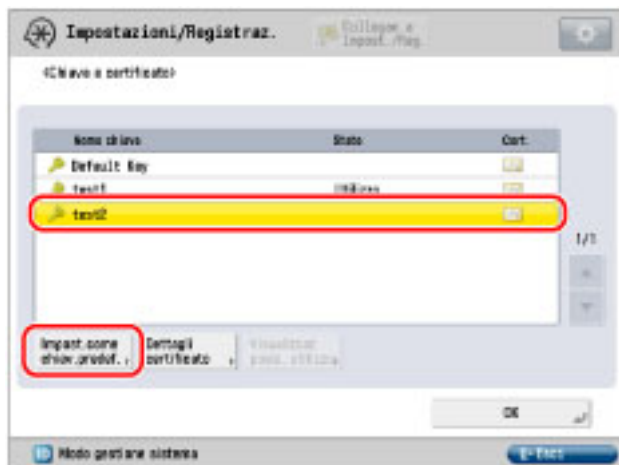 Impostazioni/Registraz.
Collegam. a
Impost./Reg.
<Chiave e certificato>
Nome chiave Stato Cert.
Default Key
test1 Utilizzo
test2
1/1
Impost.come
chiav.predef.
Dettagli
certificato
OK
Modo gestione sistema